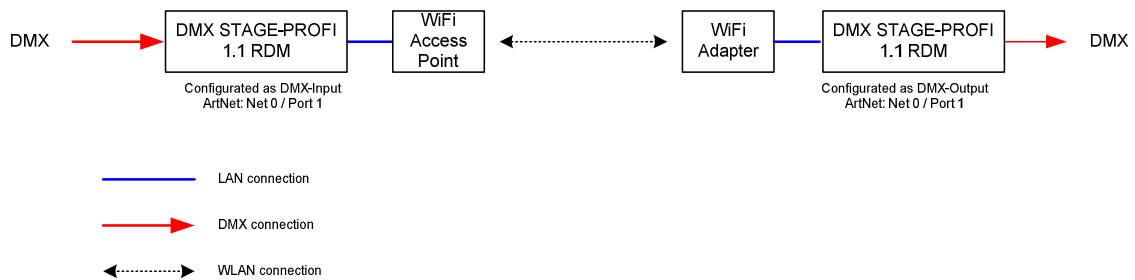 DMX
DMX STAGE-PROFI
1.1 RDM
WiFi
Access
Point
WiFi
Adapter
DMX STAGE-PROFI
1.1 RDM
DMX
Configurated as DMX-Input
ArtNet: Net 0 / Port 1
Configurated as DMX-Output
ArtNet: Net 0 / Port 1
LAN connection
DMX connection
WLAN connection